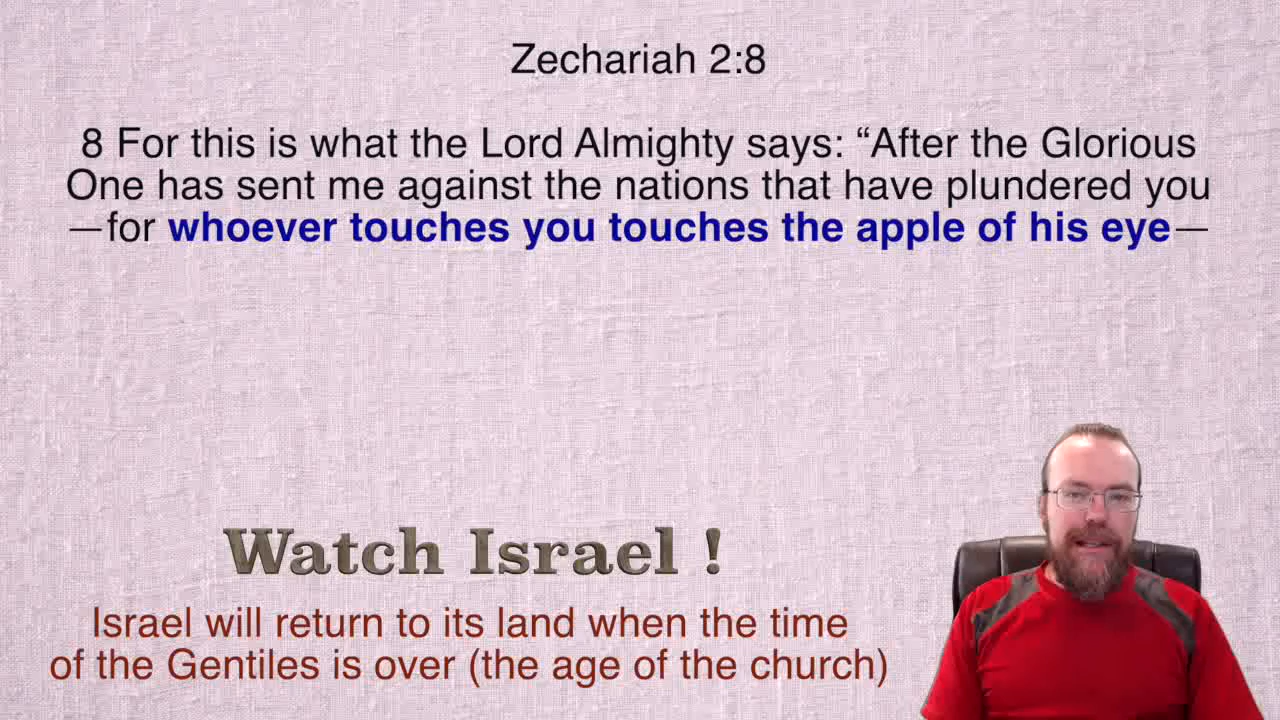 Zechariah 2:8
8 For this is what the Lord Almighty says: “After the Glorious
One has sent me against the nations that have plundered you
—for whoever touches you touches the apple of his eye—
Watch Israel !
Israel will return to its land when the time
of the Gentiles is over (the age of the church)